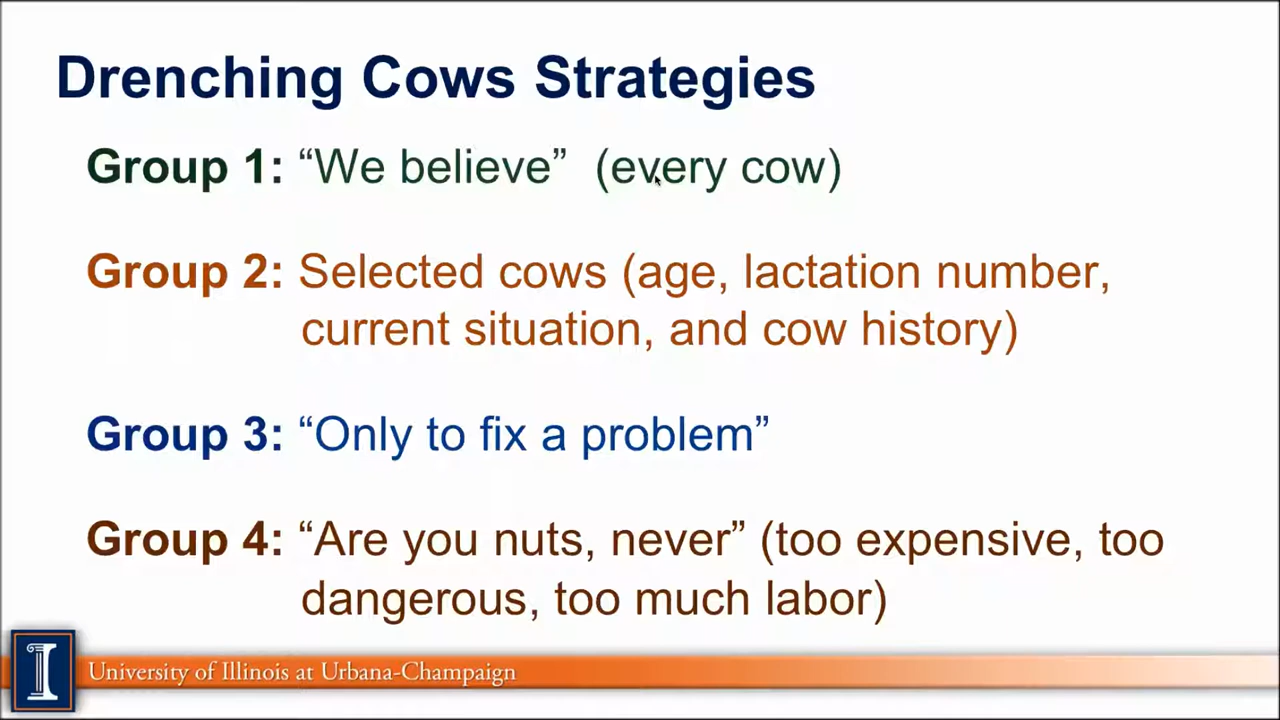 Drenching Cows Strategies
Group 1: “We believe” (every cow)
Group 2: Selected cows (age, lactation number,
current situation, and cow history)
Group 3: “Only to fix a problem”
Group 4: “Are you nuts, never” (too expensive, too
dangerous, too much labor)
I
University of Illinois at Urbana-Champaign